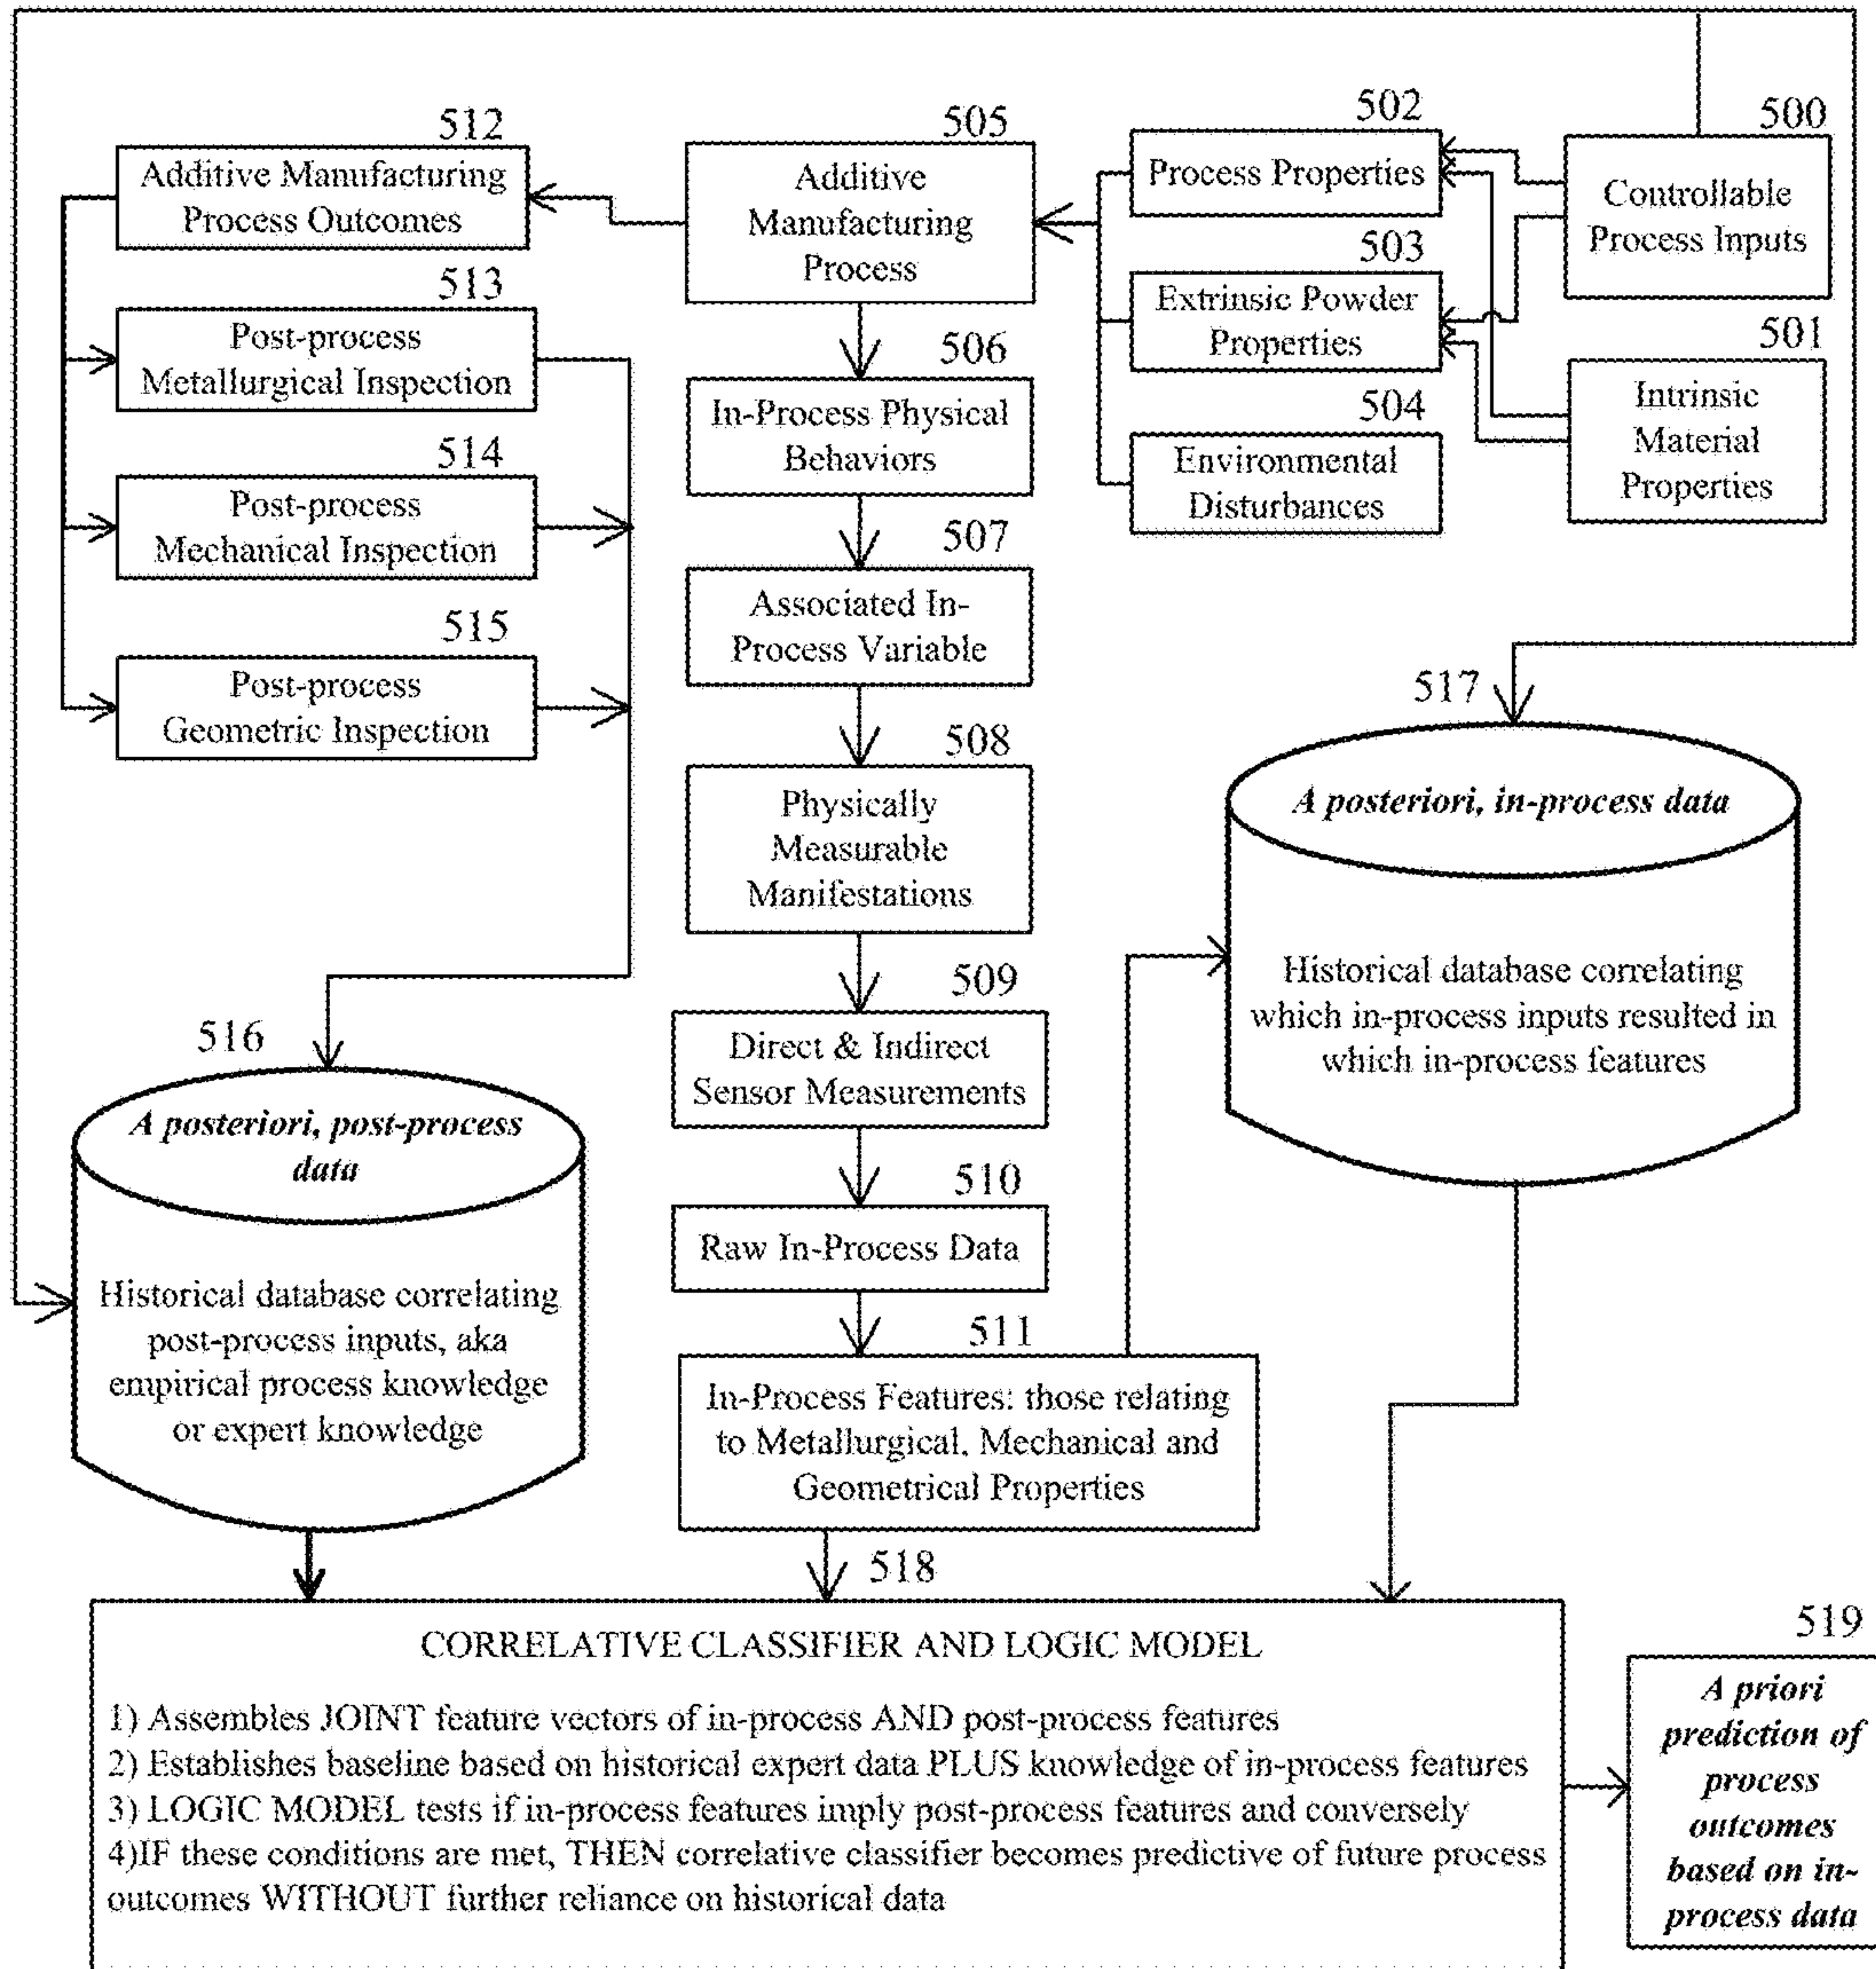 512
Additive Manufacturing
Process Outcomes
513
Post-process
Metallurgical Inspection
514
Post-process
Mechanical Inspection
515
Post-process
Geometric Inspection
505
Additive
Manufacturing
Process
506
In-Process Physical
Behaviors
507
Associated In-
Process Variable
508
Physically
Measurable
Manifestations
509
Direct & Indirect
Sensor Measurements
510
Raw In-Process Data
511
In-Process Features: those relating
to Metallurgical, Mechanical and
Geometrical Properties
502
Process Properties
503
Extrinsic Powder
Properties
504
Environmental
Disturbances
500
Controllable
Process Inputs
501
Intrinsic
Material
Properties
517
A posteriori, in-process data
Historical database correlating
which in-process inputs resulted in
which in-process features
516
A posteriori, post-process
data
Historical database correlating
post-process inputs, aka
empirical process knowledge
or expert knowledge
518
CORRELATIVE CLASSIFIER AND LOGIC MODEL
1) Assembles JOINT feature vectors of in-process AND post-process features
2) Establishes baseline based on historical expert data PLUS knowledge of in-process features
3) LOGIC MODEL tests if in-process features imply post-process features and conversely
4)IF these conditions are met, THEN correlative classifier becomes predictive of future process
outcomes WITHOUT further reliance on historical data
519
A priori
prediction of
process
outcomes
based on in-
process data